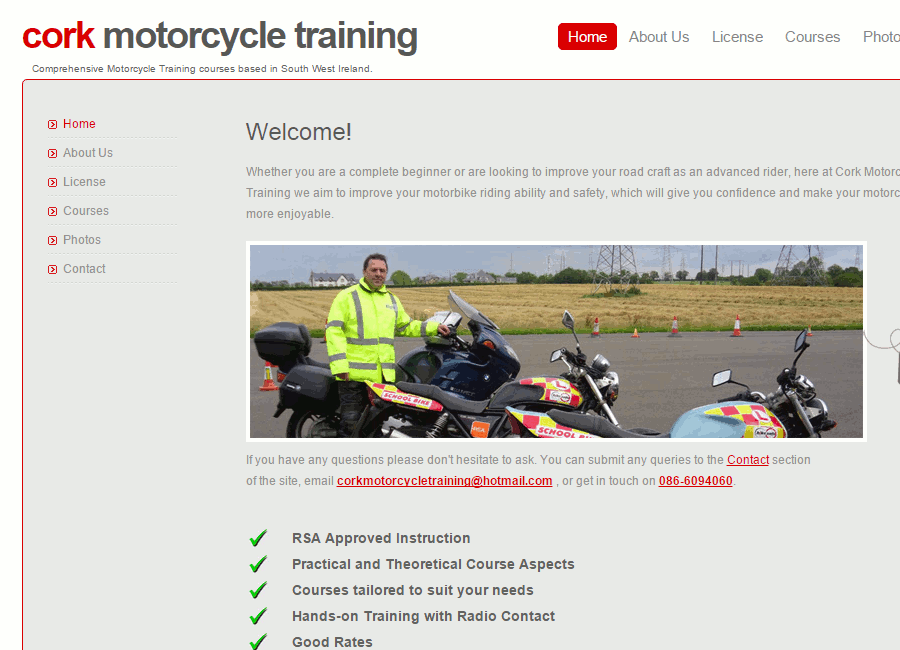 cork motorcycle training
Home About Us License Courses Photo
Comprehensive Motorcycle Training courses based in South West Ireland.
Home
About Us
License
Courses
Photos
Contact
Welcome!
Whether you are a complete beginner or are looking to improve your road craft as an advanced rider, here at Cork Motorc
Training we aim to improve your motorbike riding ability and safety, which will give you confidence and make your motorc
more enjoyable.
SCHOOL BIKE
SCHOOL BI
L
If you have any questions please don't hesitate to ask. You can submit any queries to the Contact section
of the site, email corkmotorcycletraining@hotmail.com , or get in touch on 086-6094060.
RSA Approved Instruction
Practical and Theoretical Course Aspects
Courses tailored to suit your needs
Hands-on Training with Radio Contact
Good Rates